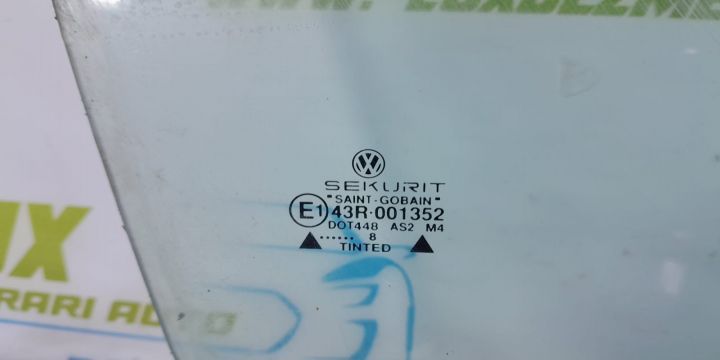 SEKURIT
"SAINT-GOBAIN"
E1 43R-001352
DOT448 AS2 M4
▲ ...... 8 ▲
TINTED